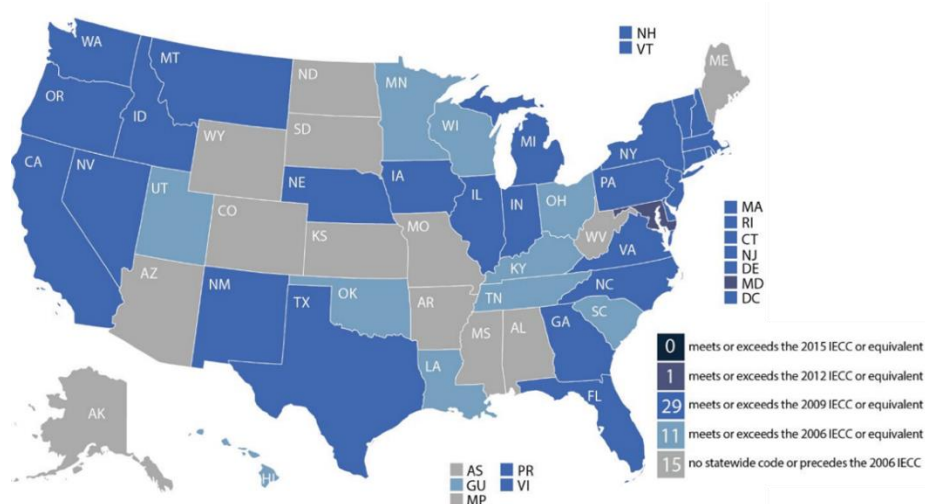 NH
VT
WA
MT
ND
MN
ME
OR
ID
SD
WI
MI
WY
NY
CA
NV
NE
IA
PA
UT
IL
IN
OH
CO
MO
WV
VA
KS
KY
AZ
NM
OK
AR
TN
NC
TX
MS
AL
GA
SC
LA
FL
AK
HI
MA
RI
CT
NJ
DE
MD
DC
0 meets or exceeds the 2015 IECC or equivalent
1 meets or exceeds the 2012 IECC or equivalent
29 meets or exceeds the 2009 IECC or equivalent
11 meets or exceeds the 2006 IECC or equivalent
15 no statewide code or precedes the 2006 IECC
AS PR
GU VI
MP